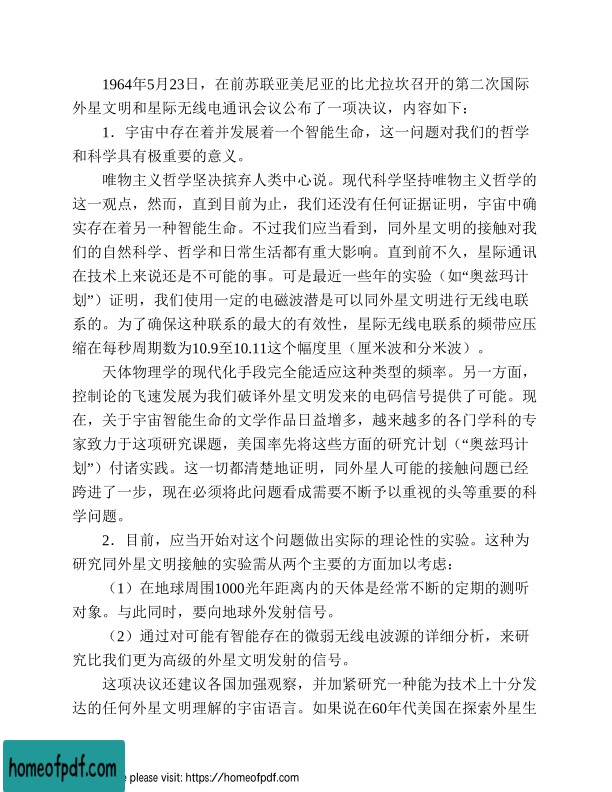 1964年5月23日，在前苏联亚美尼亚的比尤拉坎召开的第二次国际
外星文明和星际无线电通讯会议公布了一项决议，内容如下：
1．宇宙中存在着并发展着一个智能生命，这一问题对我们的哲学
和科学具有极重要的意义。
唯物主义哲学坚决摈弃人类中心说。现代科学坚持唯物主义哲学的
这一观点，然而，直到目前为止，我们还没有任何证据证明，宇宙中确
实存在着另一种智能生命。不过我们应当看到，同外星文明的接触对我
们的自然科学、哲学和日常生活都有重大影响。直到前不久，星际通讯
在技术上来说还是不可能的事。可是最近一些年的实验（如“奥兹玛计
划”）证明，我们使用一定的电磁波潜是可以同外星文明进行无线电联
系的。为了确保这种联系的最大的有效性，星际无线电联系的频带应压
缩在每秒周期数为10.9至10.11这个幅度里（厘米波和分米波）。
天体物理学的现代化手段完全能适应这种类型的频率。另一方面，
控制论的飞速发展为我们破译外星文明发来的电码信号提供了可能。现
在，关于宇宙智能生命的文学作品日益增多，越来越多的各门学科的专
家致力于这项研究课题，美国率先将这些方面的研究计划（“奥兹玛计
划”）付诸实践。这一切都清楚地证明，同外星人可能的接触问题已经
跨进了一步，现在必须将此问题看成需要不断予以重视的头等重要的科
学问题。
2．目前，应当开始对这个问题做出实际的理论性的实验。这种为
研究同外星文明接触的实验需从两个主要的方面加以考虑：
（1）在地球周围1000光年距离内的天体是经常不断的定期的测听
对象。与此同时，要向地球外发射信号。
（2）通过对可能有智能存在的微弱无线电波源的详细分析，来研
究比我们更为高级的外星文明发射的信号。
这项决议还建议各国加强观察，并加紧研究一种能为技术上十分发
达的任何外星文明理解的宇宙语言。如果说在60年代美国在探索外星生
homeofpdf.com
please visit: https://homeofpdf.com